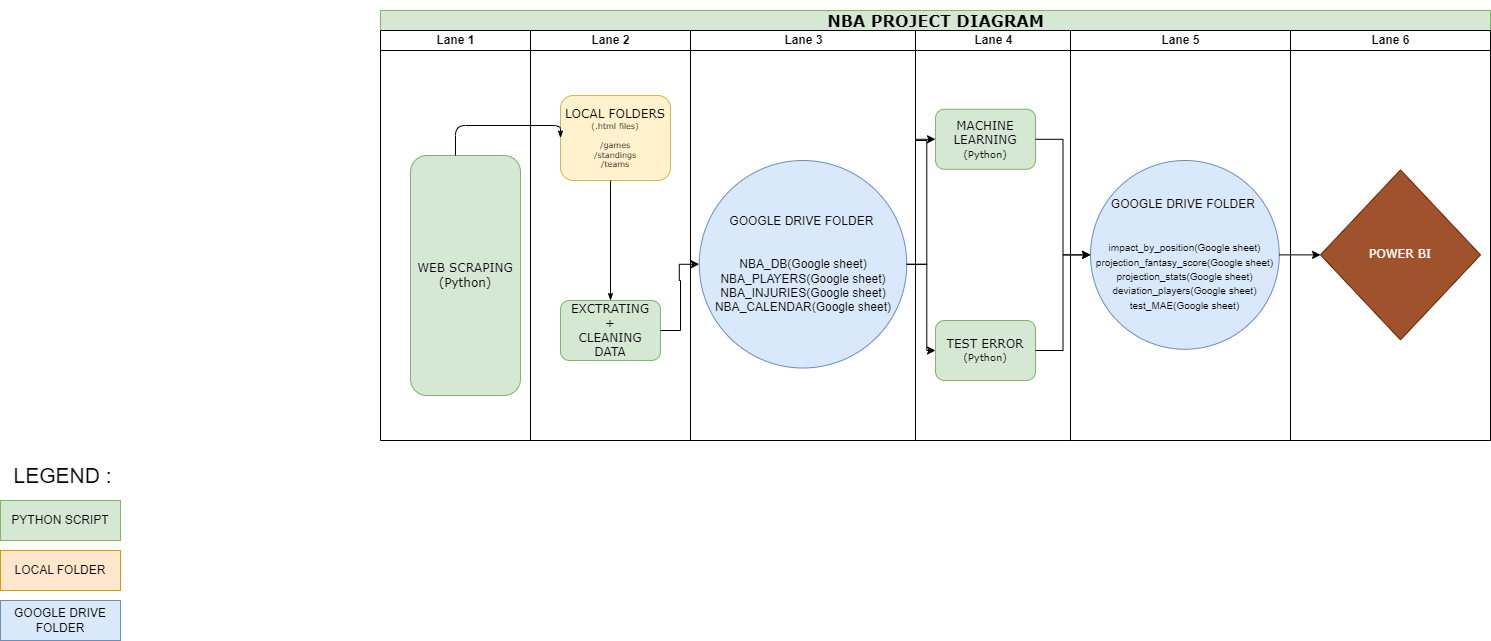 NBA PROJECT DIAGRAM
Lane 1
Lane 2
Lane 3
Lane 4
Lane 5
Lane 6
WEB SCRAPING
(Python)
LOCAL FOLDERS
(.html files)
/games
/standings
/teams
EXCTRATING
+
CLEANING
DATA
GOOGLE DRIVE FOLDER
NBA_DB(Google sheet)
NBA_PLAYERS(Google sheet)
NBA_INJURIES(Google sheet)
NBA_CALENDAR(Google sheet)
MACHINE
LEARNING
(Python)
TEST ERROR
(Python)
GOOGLE DRIVE FOLDER
impact_by_position(Google sheet)
projection_fantasy_score(Google sheet)
projection_stats(Google sheet)
deviation_players(Google sheet)
test_MAE(Google sheet)
POWER BI
LEGEND :
PYTHON SCRIPT
LOCAL FOLDER
GOOGLE DRIVE
FOLDER